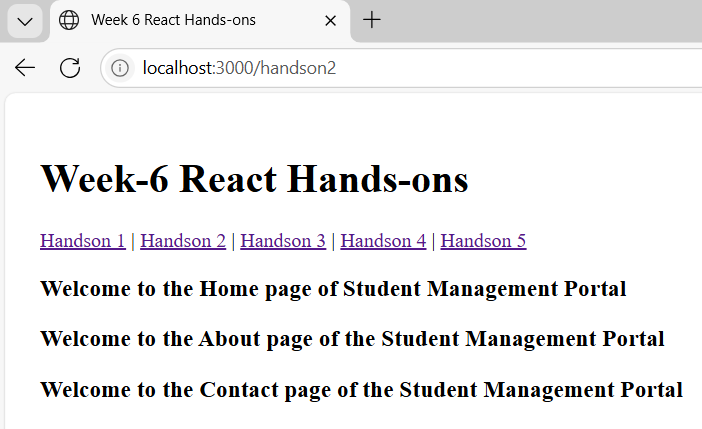 Week 6 React Hands-ons
localhost:3000/handson2
Week-6 React Hands-ons
Handson 1 | Handson 2 | Handson 3 | Handson 4 | Handson 5
Welcome to the Home page of Student Management Portal
Welcome to the About page of the Student Management Portal
Welcome to the Contact page of the Student Management Portal